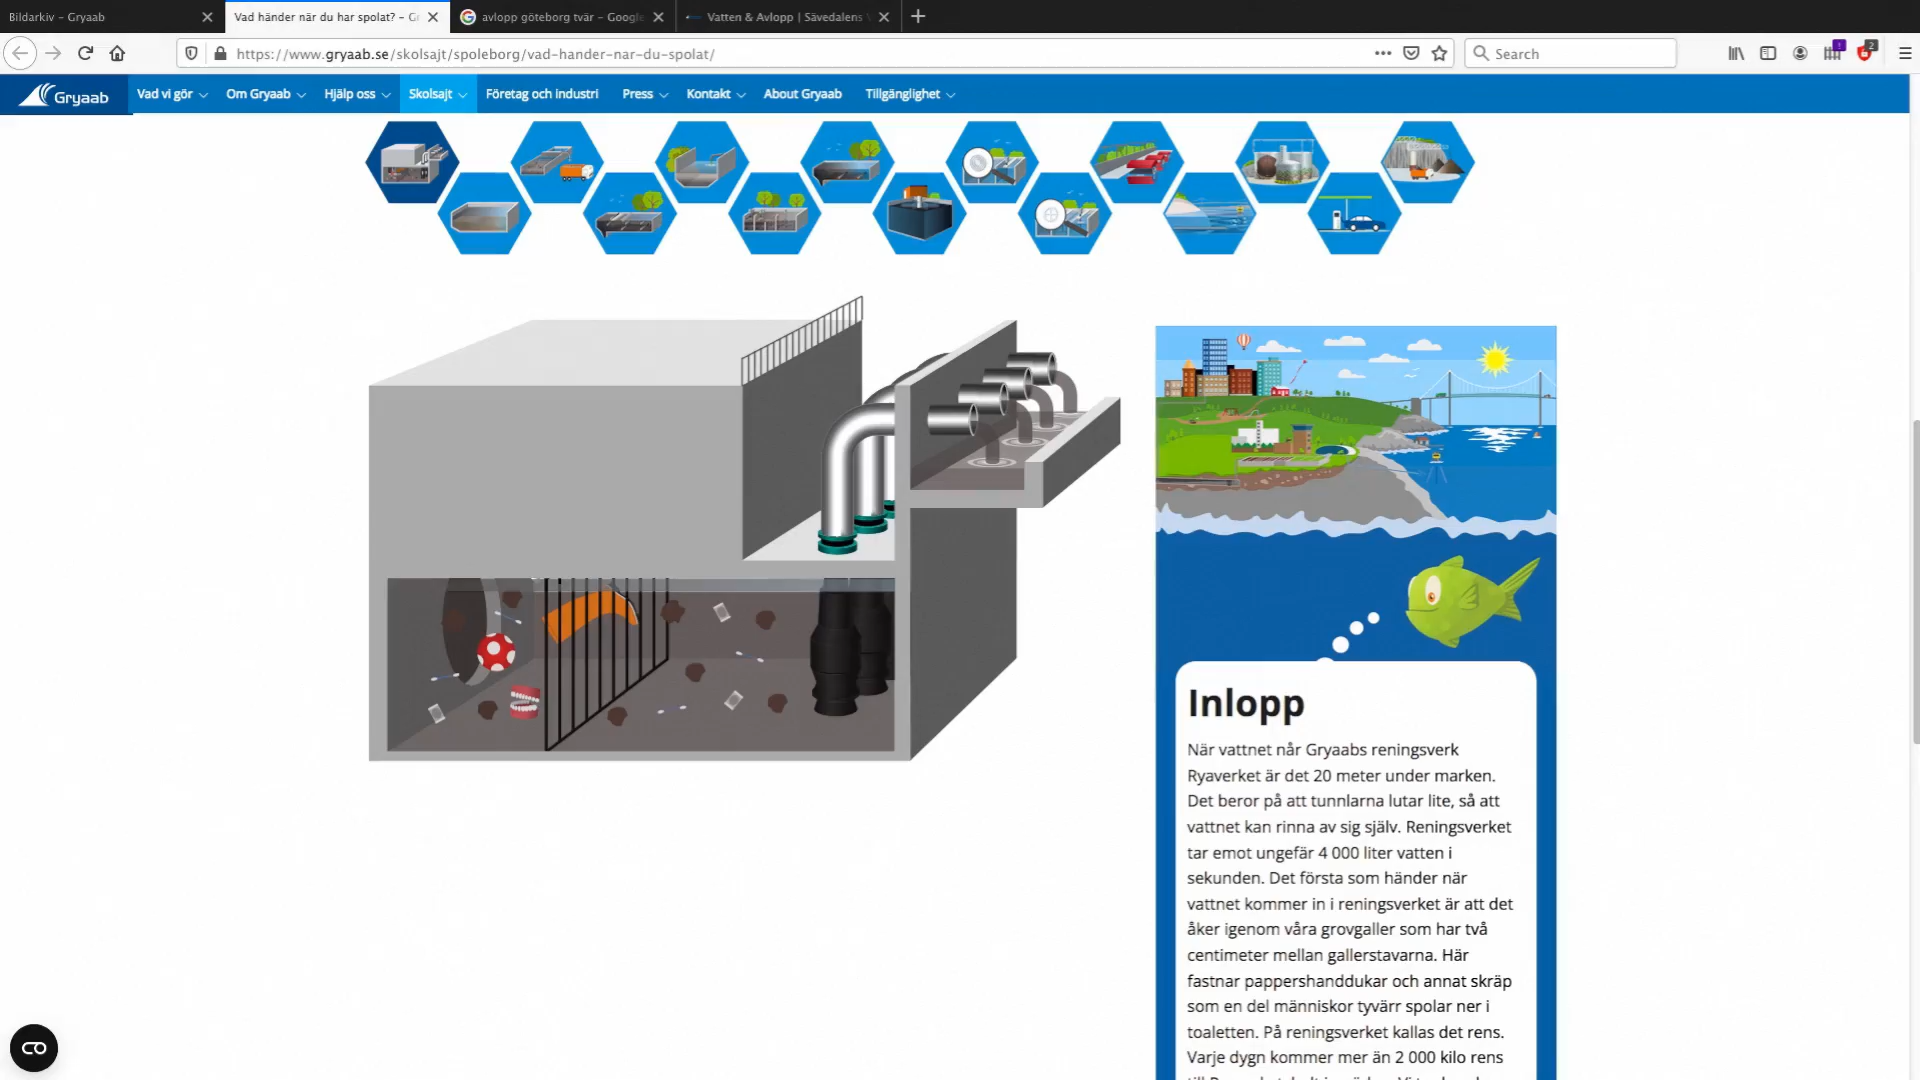 Bildarkiv – Gryaab
Vad händer när du har spolat? – G
avlopp göteborg tvär – Google
Vatten & Avlopp | Sävedalens
https://www.gryaab.se/skolsajt/spoleborg/vad-hander-nar-du-spolat/
Search
2
Gryaab
Vad vi gör
Om Gryaab
Hjälp oss
Skolsajt
Företag och industri
Press
Kontakt
About Gryaab
Tillgänglighet
Inlopp
När vattnet når Gryaabs reningsverk
Ryaverket är det 20 meter under marken.
Det beror på att tunnlarna lutar lite, så att
vattnet kan rinna av sig själv. Reningsverket
tar emot ungefär 4 000 liter vatten i
sekunden. Det första som händer när
vattnet kommer in i reningsverket är att det
åker igenom våra grovgaller som har två
centimeter mellan gallerstavarna. Här
fastnar pappershanddukar och annat skräp
som en del människor tyvärr spolar ner i
toaletten. På reningsverket kallas det rens.
Varje dygn kommer mer än 2 000 kilo rens